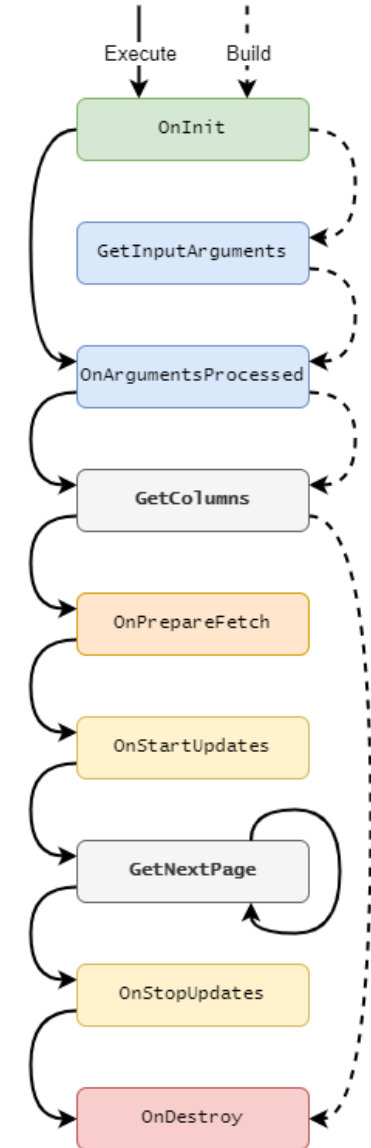 Execute Build
OnInit
GetInputArguments
OnArgumentsProcessed
GetColumns
OnPrepareFetch
OnStartUpdates
GetNextPage
OnStopUpdates
OnDestroy